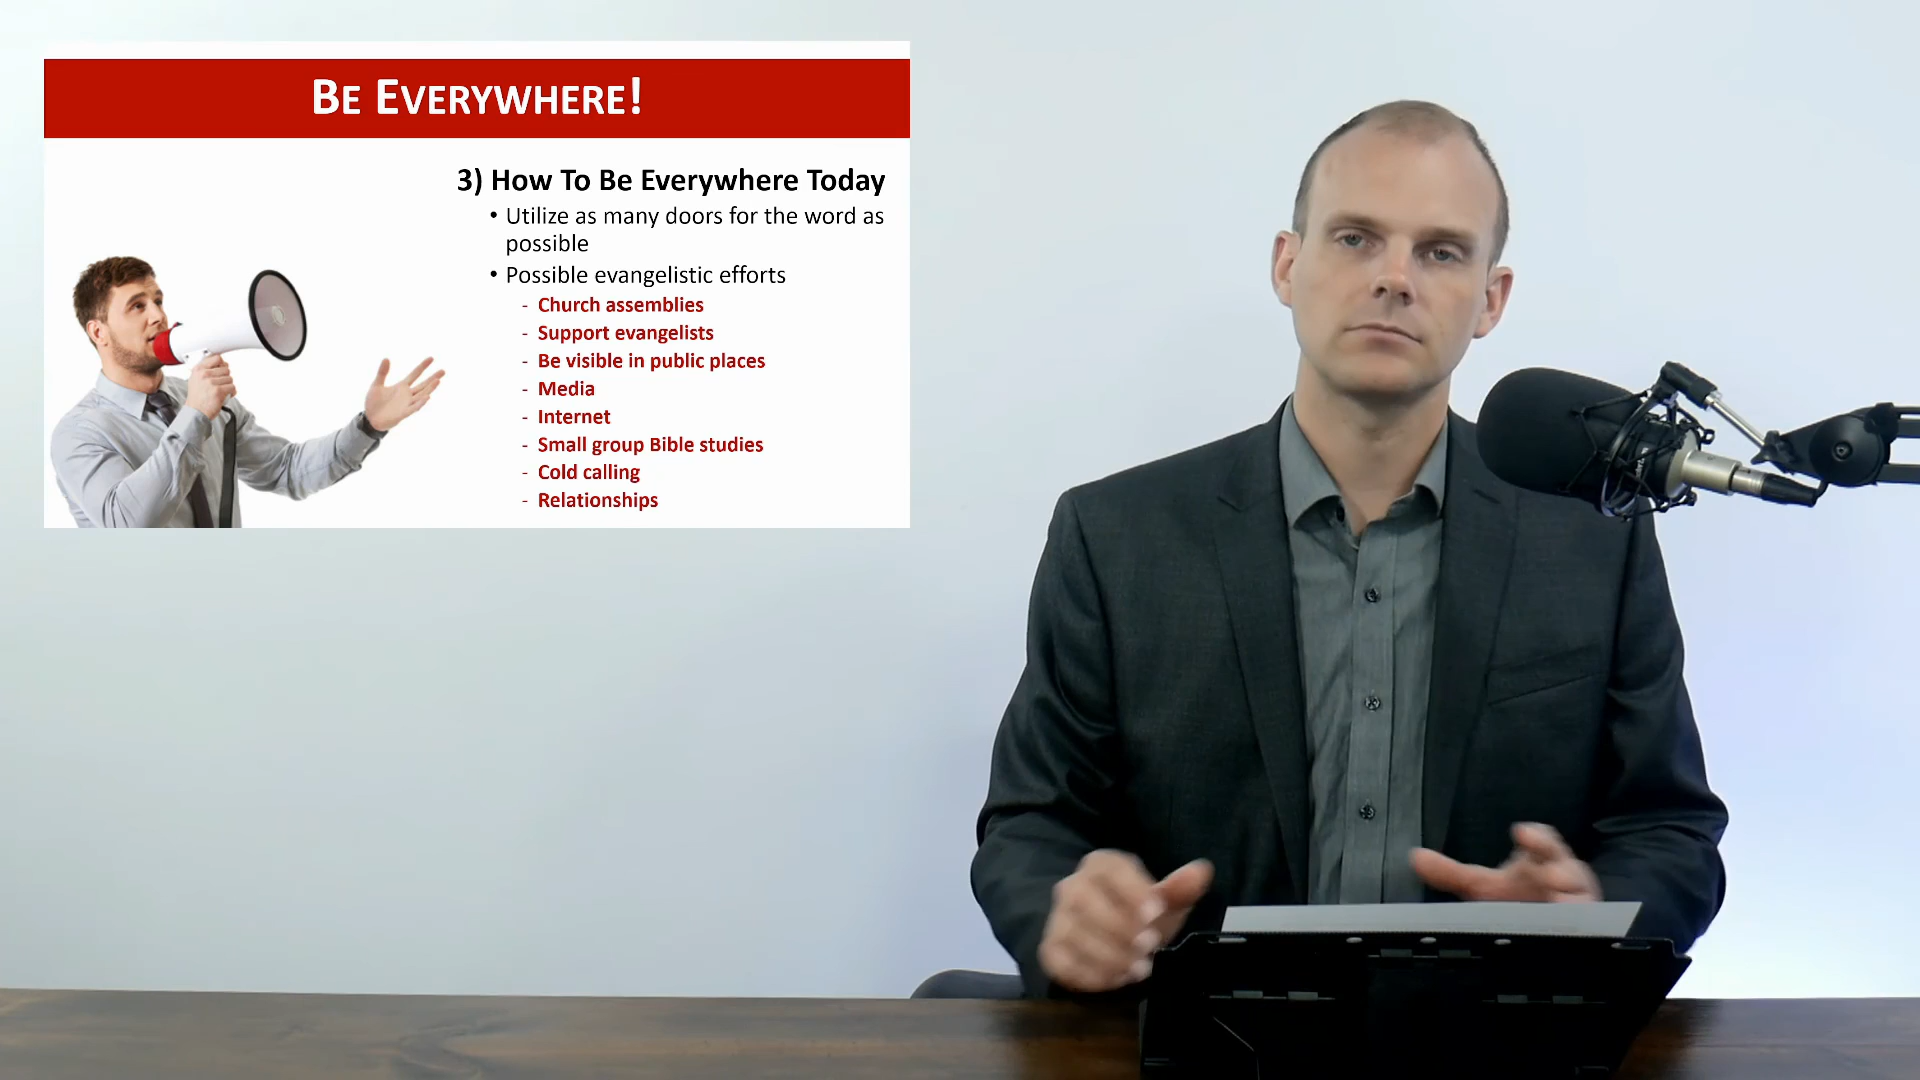 BE EVERYWHERE!
3) How To Be Everywhere Today
• Utilize as many doors for the word as
possible
• Possible evangelistic efforts
- Church assemblies
- Support evangelists
- Be visible in public places
- Media
- Internet
- Small group Bible studies
- Cold calling
- Relationships